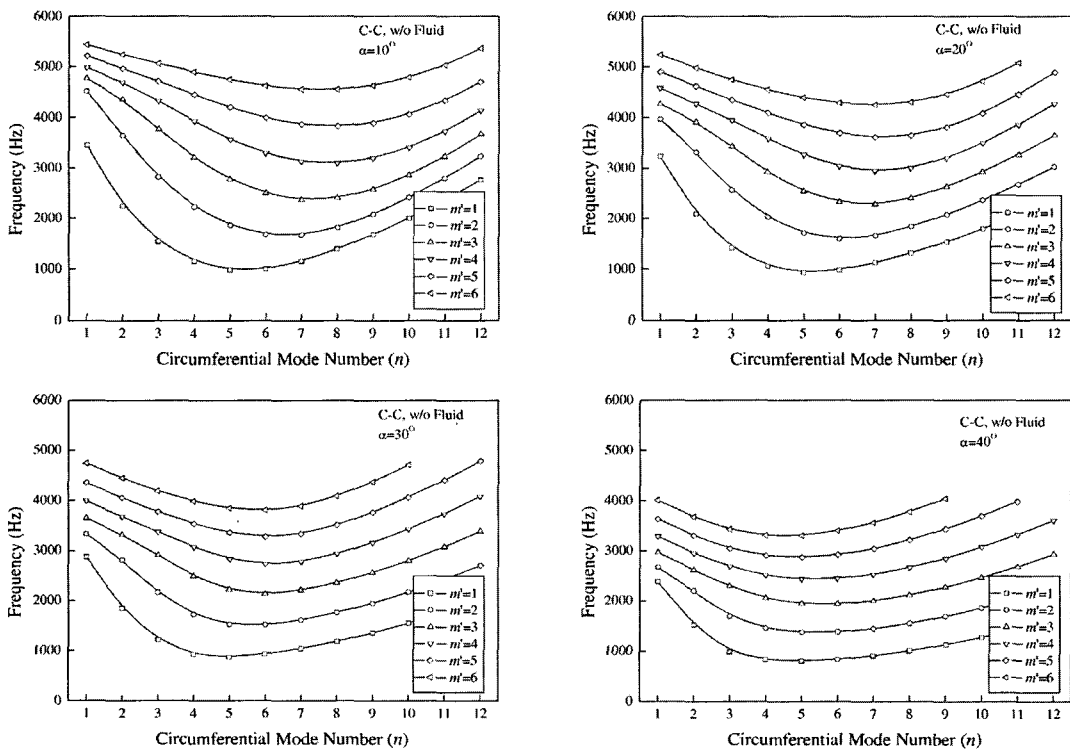 6000
5000
4000
3000
2000
1000
0
Frequency (Hz)
C-C, w/o Fluid
α=10⁰
m'=1
m'=2
m'=3
m'=4
m'=5
m'=6
1 2 3 4 5 6 7 8 9 10 11 12
Circumferential Mode Number (n)
6000
5000
4000
3000
2000
1000
0
Frequency (Hz)
C-C, w/o Fluid
α=20⁰
m'=1
m'=2
m'=3
m'=4
m'=5
m'=6
1 2 3 4 5 6 7 8 9 10 11 12
Circumferential Mode Number (n)
6000
5000
4000
3000
2000
1000
0
Frequency (Hz)
C-C, w/o Fluid
α=30⁰
m'=1
m'=2
m'=3
m'=4
m'=5
m'=6
1 2 3 4 5 6 7 8 9 10 11 12
Circumferential Mode Number (n)
6000
5000
4000
3000
2000
1000
0
Frequency (Hz)
C-C, w/o Fluid
α=40⁰
m'=1
m'=2
m'=3
m'=4
m'=5
m'=6
1 2 3 4 5 6 7 8 9 10 11 12
Circumferential Mode Number (n)